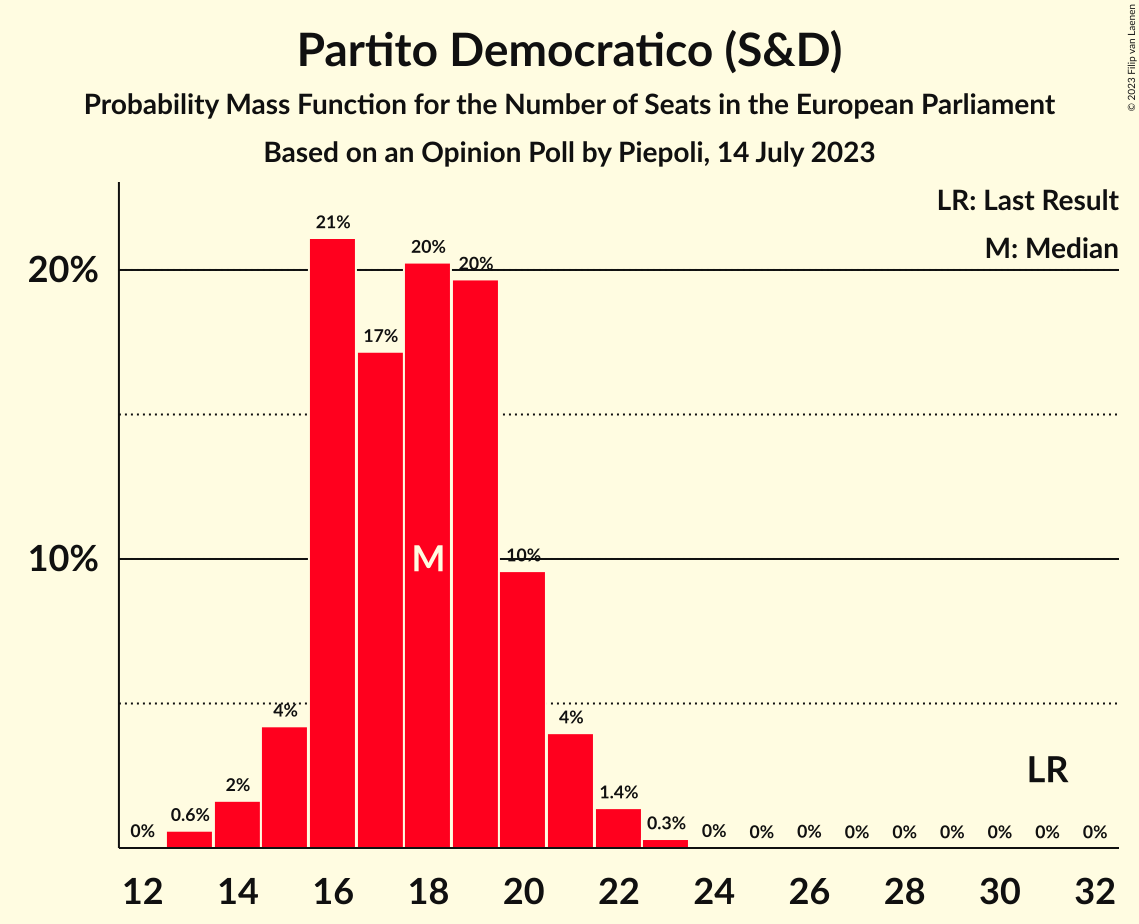 Partito Democratico (S&D)
Probability Mass Function for the Number of Seats in the European Parliament
Based on an Opinion Poll by Piepoli, 14 July 2023
© 2023 Filip van Laenen
LR: Last Result
M: Median
20%
10%
0% 0.6% 2% 4% 21% 17% 20% 20% 10% 4% 1.4% 0.3% 0% 0% 0% 0% 0% 0% 0% 0% 0%
M
LR
12 14 16 18 20 22 24 26 28 30 32